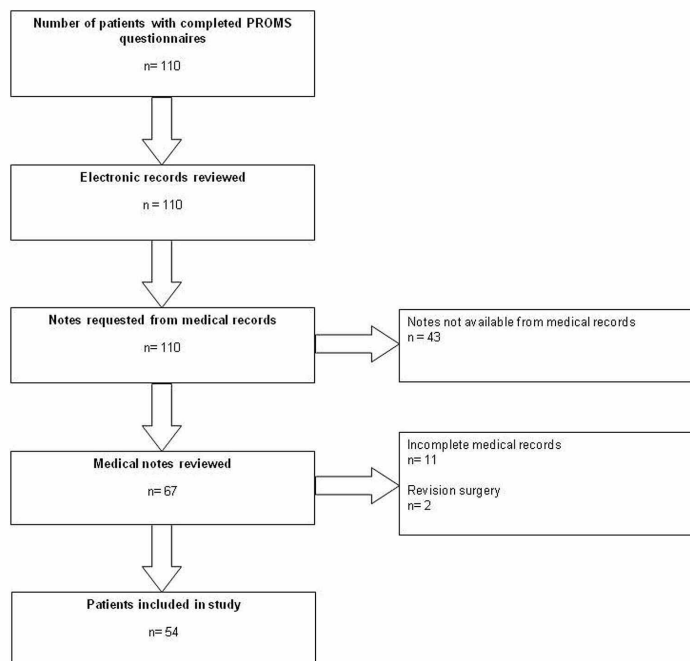 Number of patients with completed PROMS
questionnaires
n= 110
Electronic records reviewed
n = 110
Notes requested from medical records
n= 110
Notes not available from medical records
n = 43
Medical notes reviewed
n= 67
Incomplete medical records
n= 11
Revision surgery
n= 2
Patients included in study
n= 54